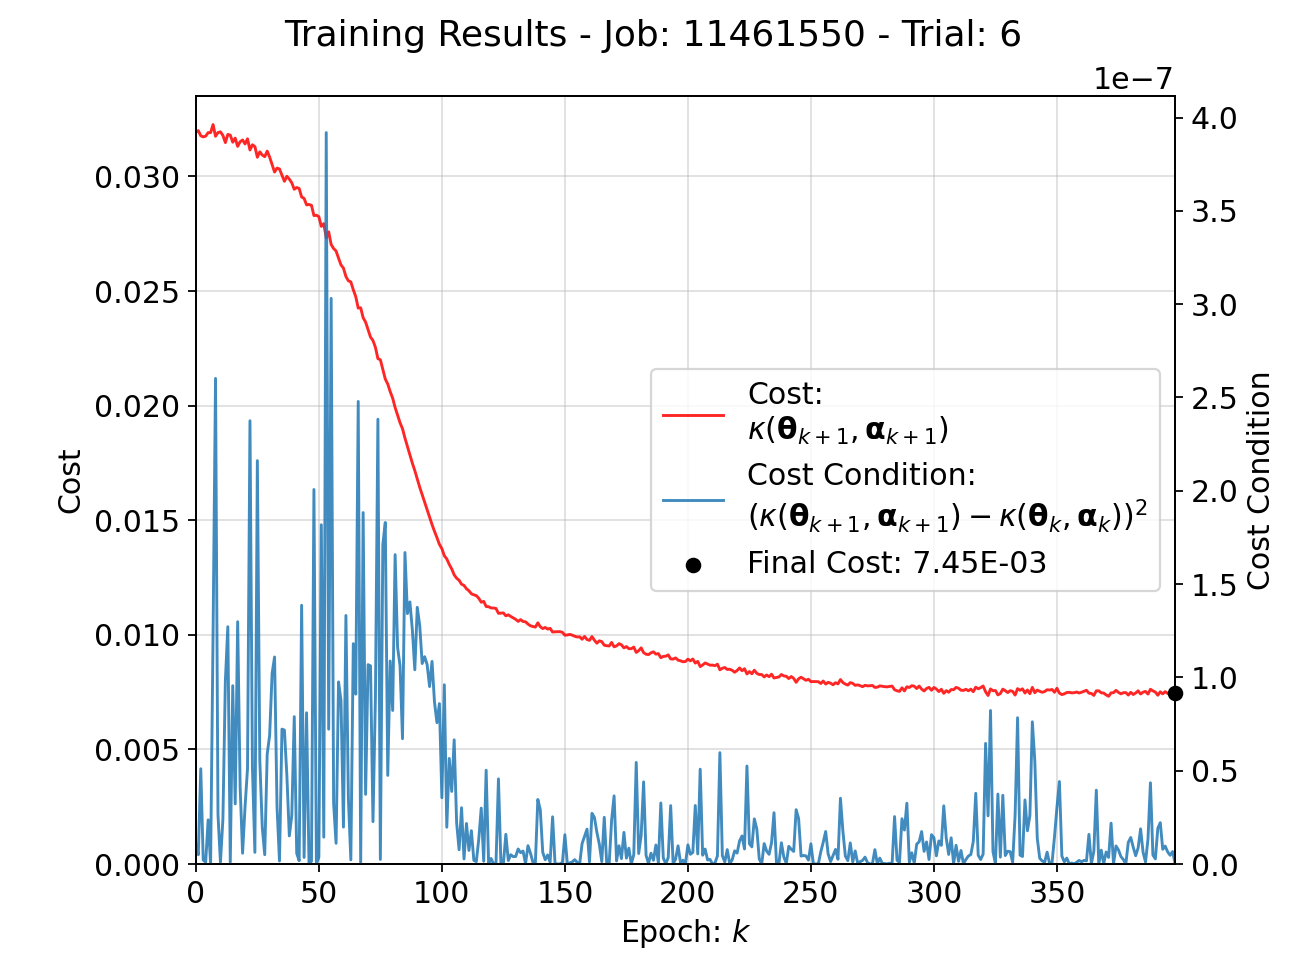 Training Results - Job: 11461550 - Trial: 6
1e−7
0.030
0.025
0.020
0.015
0.010
0.005
0.000
Cost
4.0
3.5
3.0
2.5
2.0
1.5
1.0
0.5
0.0
Cost Condition
Cost:
κ(θ_{k+1}, α_{k+1})
Cost Condition:
(κ(θ_{k+1}, α_{k+1}) − κ(θ_k, α_k))²
Final Cost: 7.45E-03
0 50 100 150 200 250 300 350
Epoch: k